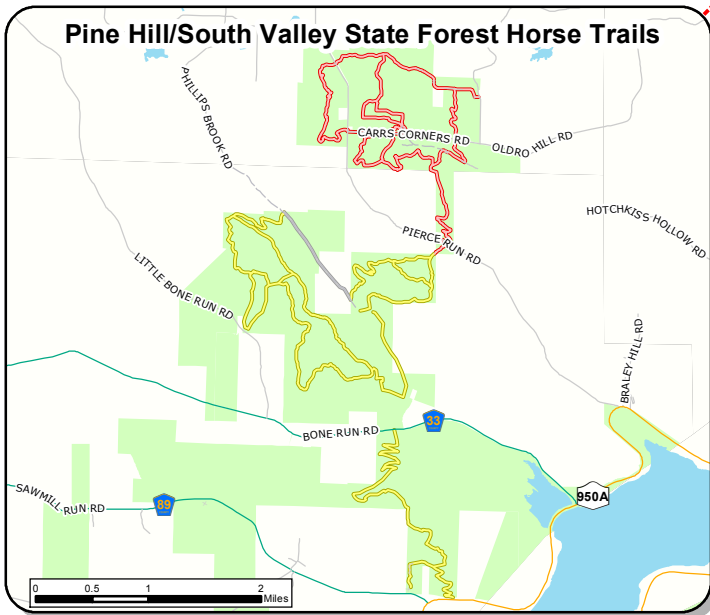 Pine Hill/South Valley State Forest Horse Trails
PHILLIPS BROOK RD
CARRS CORNERS RD
OLDRO HILL RD
HOTCHKISS HOLLOW RD
PIERCE RUN RD
LITTLE BONE RUN RD
BRALEY HILL RD
33
BONE RUN RD
950A
89
SAWMILL RUN RD
0 0.5 1 2
Miles